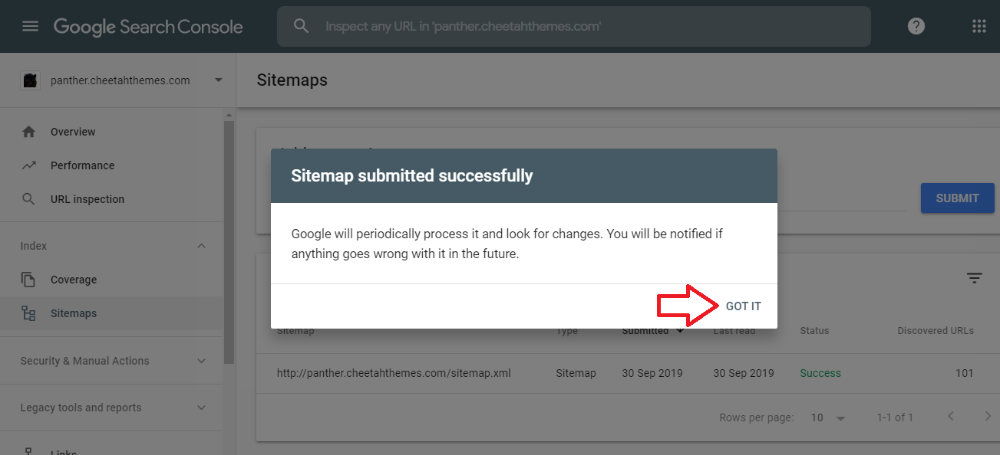 Google Search Console
Inspect any URL in 'panther.cheetahthemes.com'
panther.cheetahthemes.com
Sitemaps
Overview
Performance
URL inspection
Index
Coverage
Sitemaps
Security & Manual Actions
Legacy tools and reports
Links
Sitemap submitted successfully
Google will periodically process it and look for changes. You will be notified if
anything goes wrong with it in the future.
GOT IT
SUBMIT
Sitemap Type Submitted Last read Status Discovered URLs
http://panther.cheetahthemes.com/sitemap.xml Sitemap 30 Sep 2019 30 Sep 2019 Success 101
Rows per page: 10 1-1 of 1